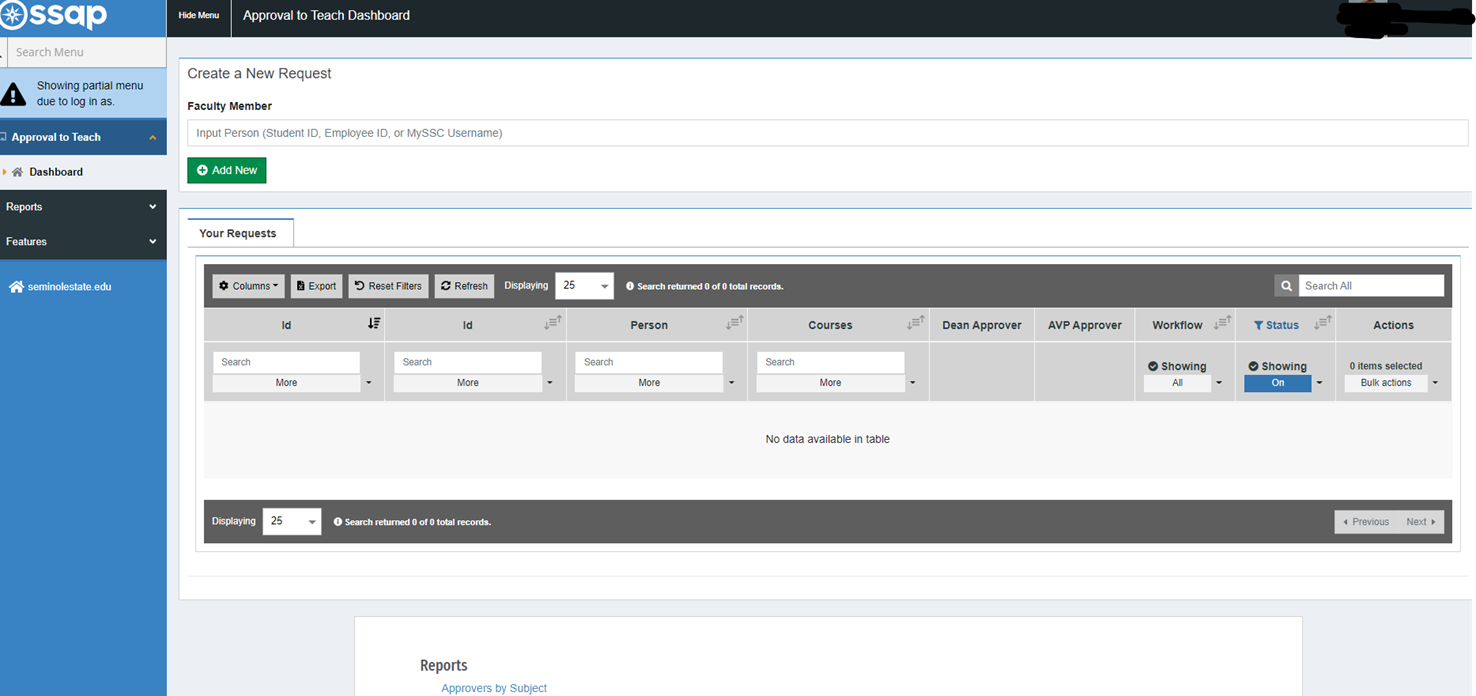 ssap
Hide Menu
Approval to Teach Dashboard
Search Menu
Showing partial menu
due to log in as.
Approval to Teach
Dashboard
Reports
Features
seminolestate.edu
Create a New Request
Faculty Member
Input Person (Student ID, Employee ID, or MySSC Username)
Add New
Your Requests
Columns Export Reset Filters Refresh Displaying 25 Search returned 0 of 0 total records. Search All
Id Id Person Courses Dean Approver AVP Approver Workflow Status Actions
Search Search Search Search Showing Showing 0 items selected
More More More More All On Bulk actions
No data available in table
Displaying 25 Search returned 0 of 0 total records. Previous Next
Reports
Approvers by Subject